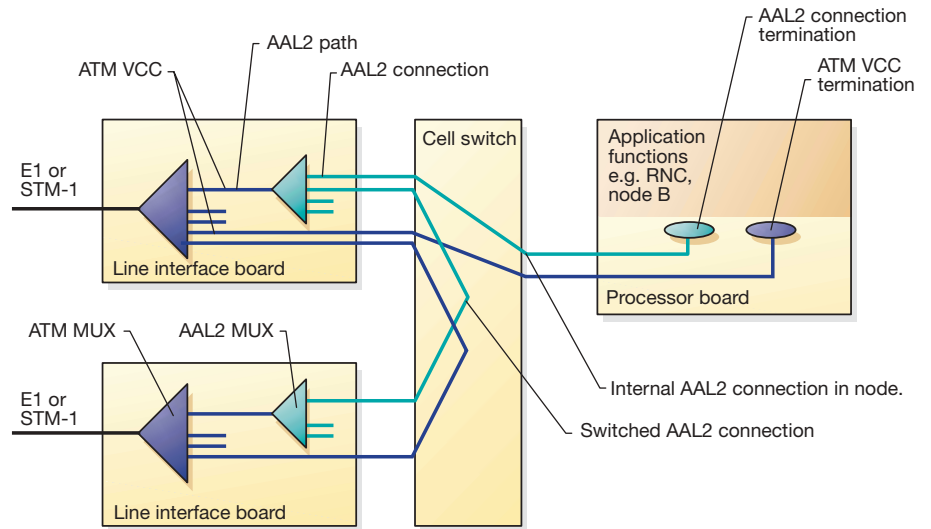 AAL2 connection
termination
AAL2 path
ATM VCC
AAL2 connection
ATM VCC
termination
Cell switch
Application
functions
e.g. RNC,
node B
E1 or
STM-1
Line interface board
Processor board
ATM MUX
AAL2 MUX
Internal AAL2 connection in node.
E1 or
STM-1
Switched AAL2 connection
Line interface board